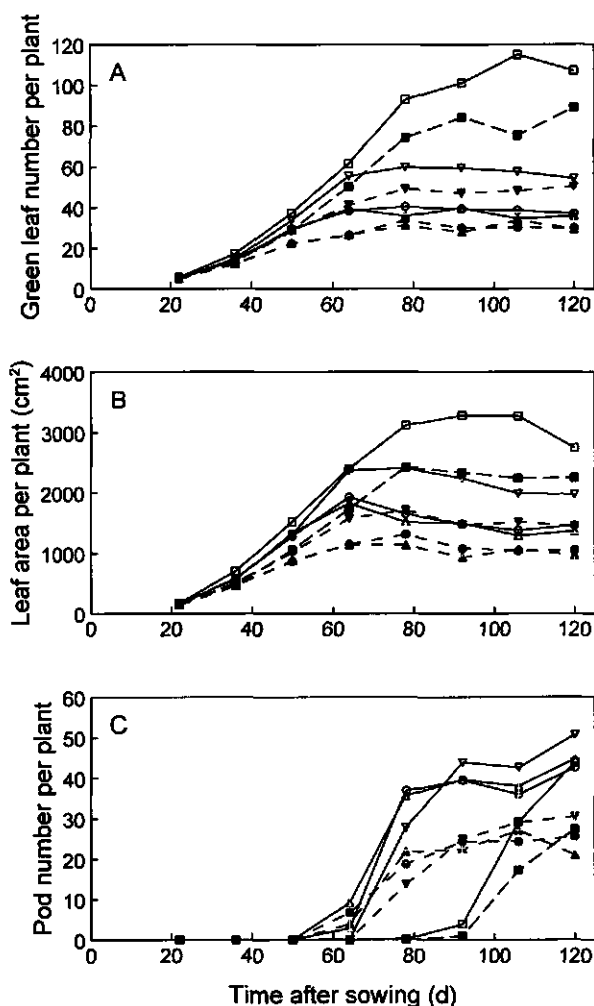 A
Green leaf number per plant
120
100
80
60
40
20
0
0 20 40 60 80 100 120
B
Leaf area per plant (cm²)
4000
3000
2000
1000
0
0 20 40 60 80 100 120
C
Pod number per plant
60
50
40
30
20
10
0
0 20 40 60 80 100 120
Time after sowing (d)